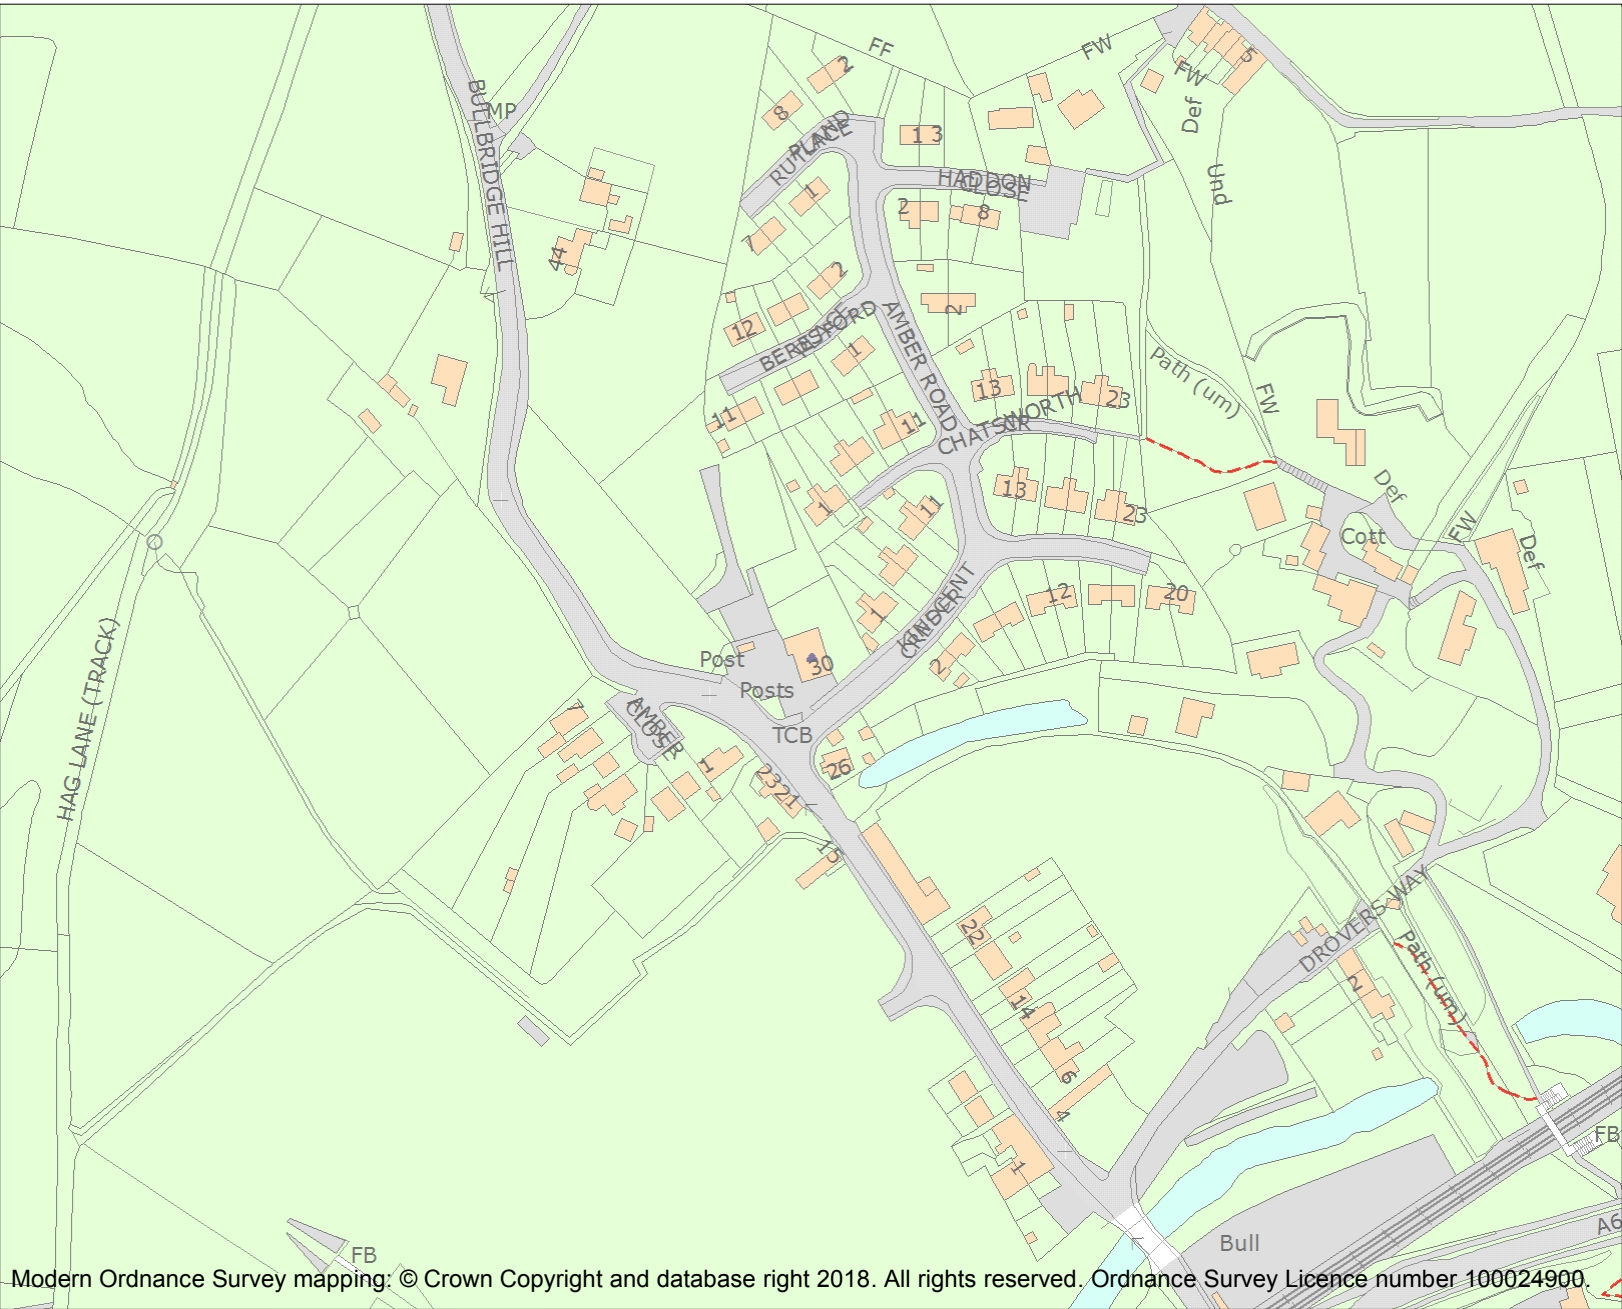 FF
FW
5
2
FW
Def
MP
8
BULLBRIDGE HILL
RUTLAND
PLACE
1 3
HADDON
CLOSE
Und
1
2
8
7
44
2
2
12
BERESFORD
PLACE
AMBER ROAD
1
Path (um)
13
23
FW
11
11
CHATSWORTH
CR
13
23
Def
1
11
Cott
FW
Def
LINDEN
CRESCENT
1
12
20
2
HAG LANE (TRACK)
Post
30
Posts
7
AMBER
CLOSE
TCB
1
2321
26
15
DROVERS WAY
22
Path (um)
2
14
6
4
1
FB
A6
Bull
FB
Modern Ordnance Survey mapping: © Crown Copyright and database right 2018. All rights reserved. Ordnance Survey Licence number 100024900.